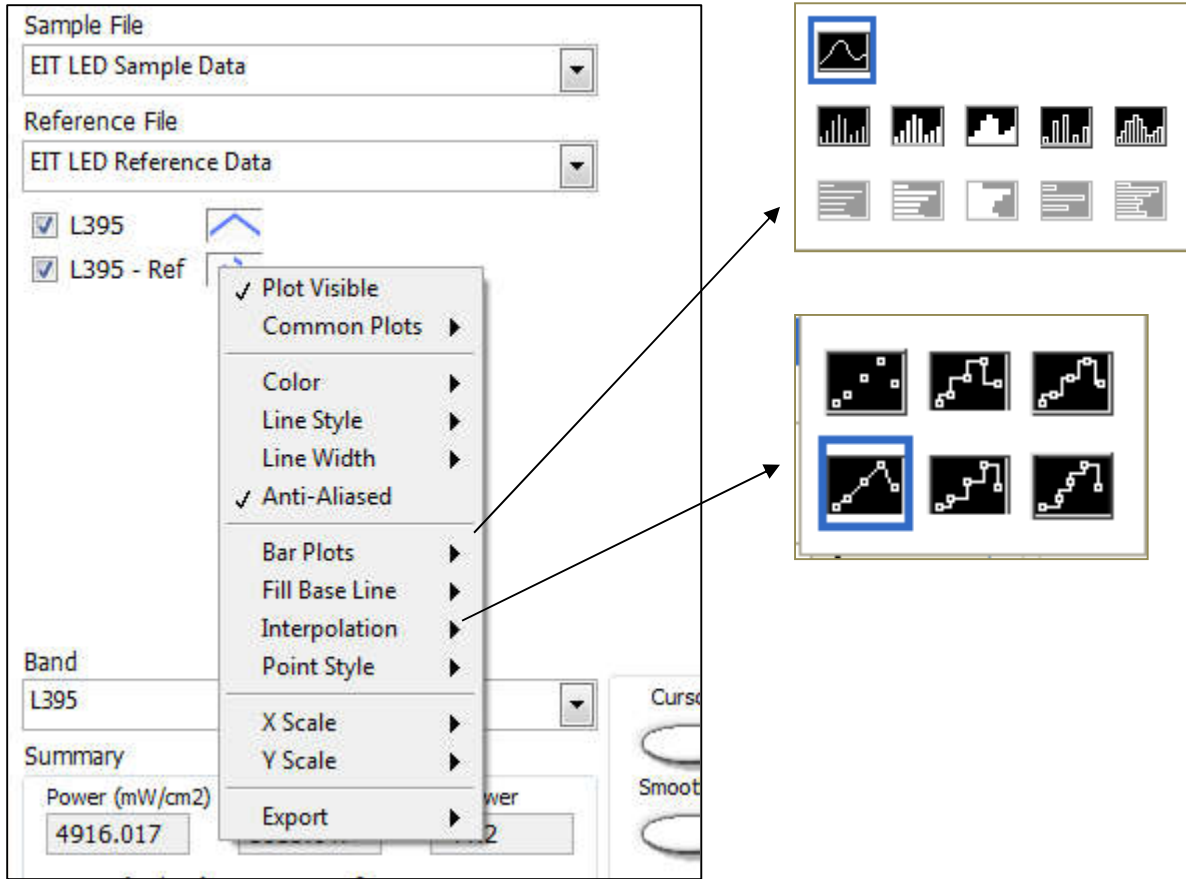 Sample File
EIT LED Sample Data
Reference File
EIT LED Reference Data
L395
L395 - Ref
Plot Visible
Common Plots
Color
Line Style
Line Width
Anti-Aliased
Bar Plots
Fill Base Line
Interpolation
Point Style
X Scale
Y Scale
Export
Band
L395
Summary
Power (mW/cm2)
4916.017